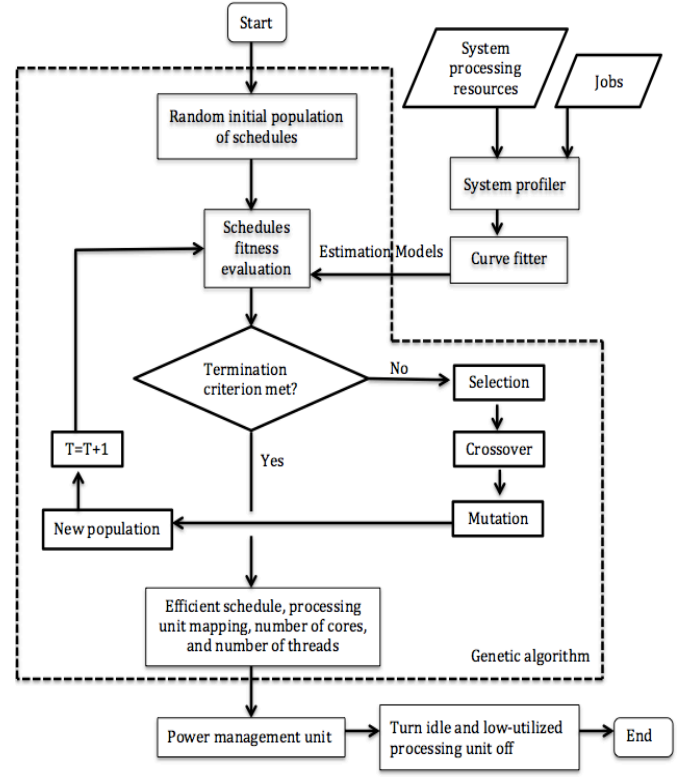 Start
System
processing
resources
Jobs
Random initial population
of schedules
System profiler
Schedules
fitness
evaluation
Estimation Models
Curve fitter
Termination
criterion met?
No
Selection
T=T+1
Yes
Crossover
New population
Mutation
Efficient schedule, processing
unit mapping, number of cores,
and number of threads
Genetic algorithm
Power management unit
Turn idle and low-utilized
processing unit off
End